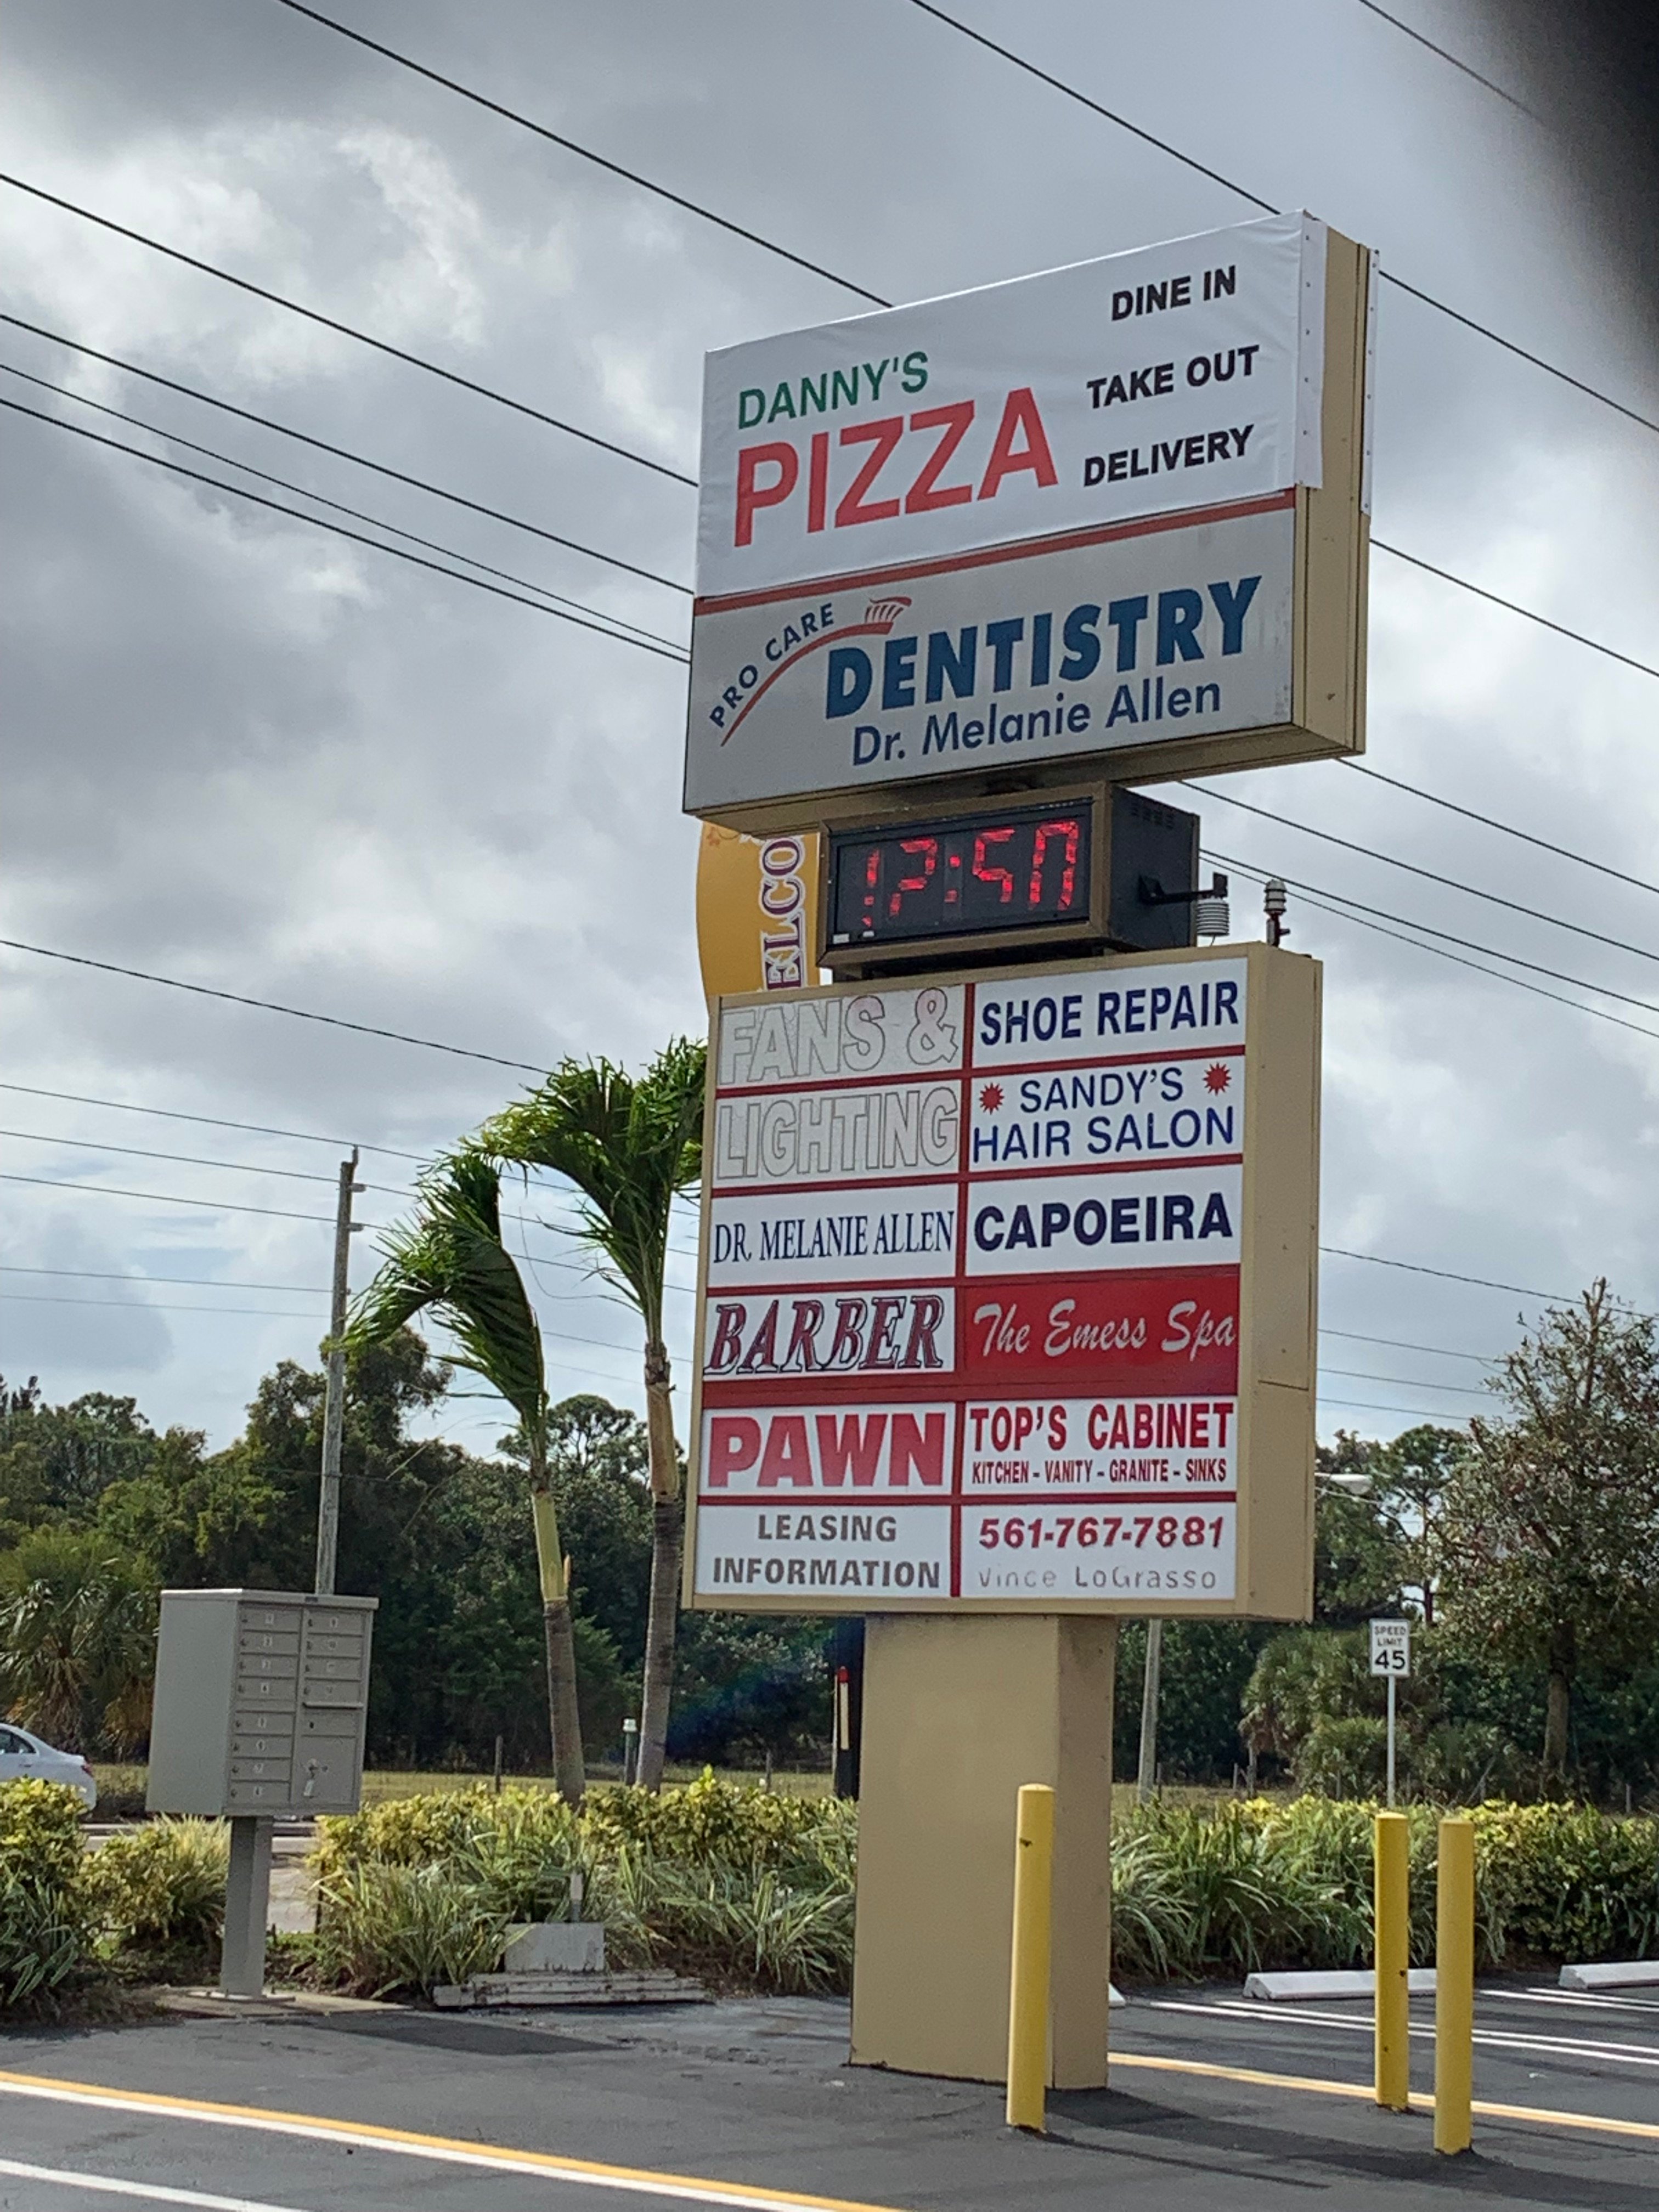 DANNY'S
PIZZA
DINE IN
TAKE OUT
DELIVERY
PRO CARE
DENTISTRY
Dr. Melanie Allen
12:50
ELCO
FANS &
LIGHTING
DR. MELANIE ALLEN
BARBER
PAWN
LEASING
INFORMATION
SHOE REPAIR
SANDY'S
HAIR SALON
CAPOEIRA
The Emess Spa
TOP'S CABINET
KITCHEN - VANITY - GRANITE - SINKS
561-767-7881
Vince LoGrasso
SPEED
LIMIT
45